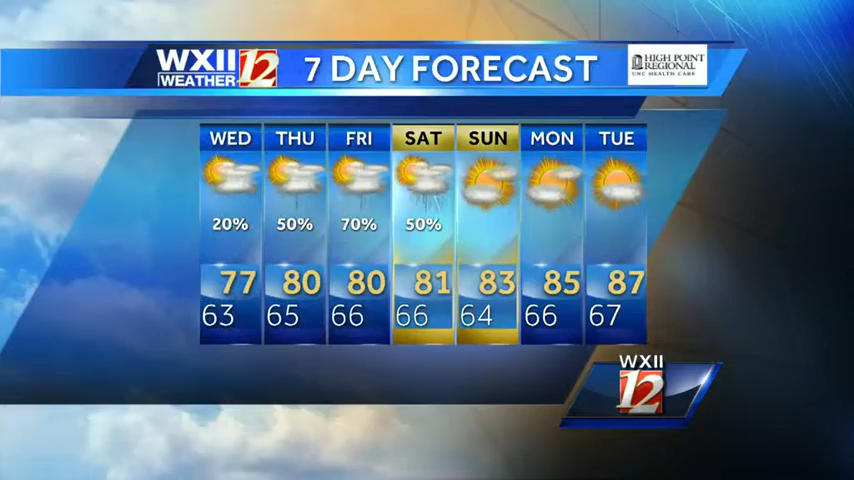 WXII 12
WEATHER
7 DAY FORECAST
HIGH POINT
REGIONAL
UNC HEALTH CARE
WED THU FRI SAT SUN MON TUE
20% 50% 70% 50%
77 80 80 81 83 85 87
63 65 66 66 64 66 67
WXII
12